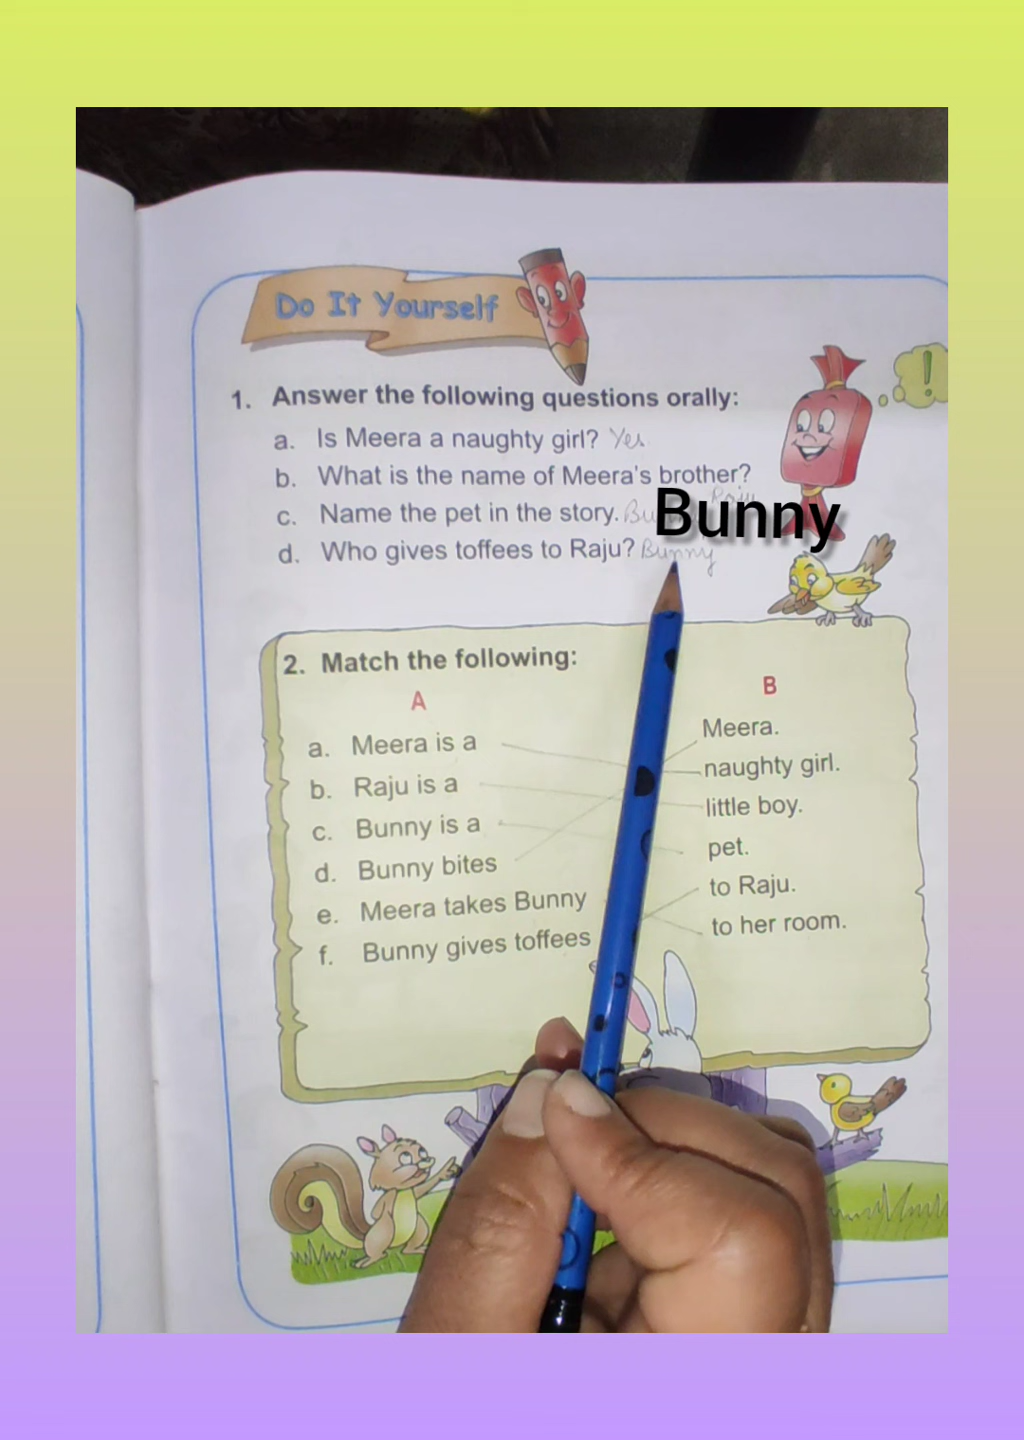 Do It Yourself
1. Answer the following questions orally:
a. Is Meera a naughty girl? Yes
b. What is the name of Meera's brother?
Raju
c. Name the pet in the story. Bunny
d. Who gives toffees to Raju? Bunny
2. Match the following:
A B
a. Meera is a Meera.
b. Raju is a naughty girl.
c. Bunny is a little boy.
d. Bunny bites pet.
e. Meera takes Bunny to Raju.
f. Bunny gives toffees to her room.